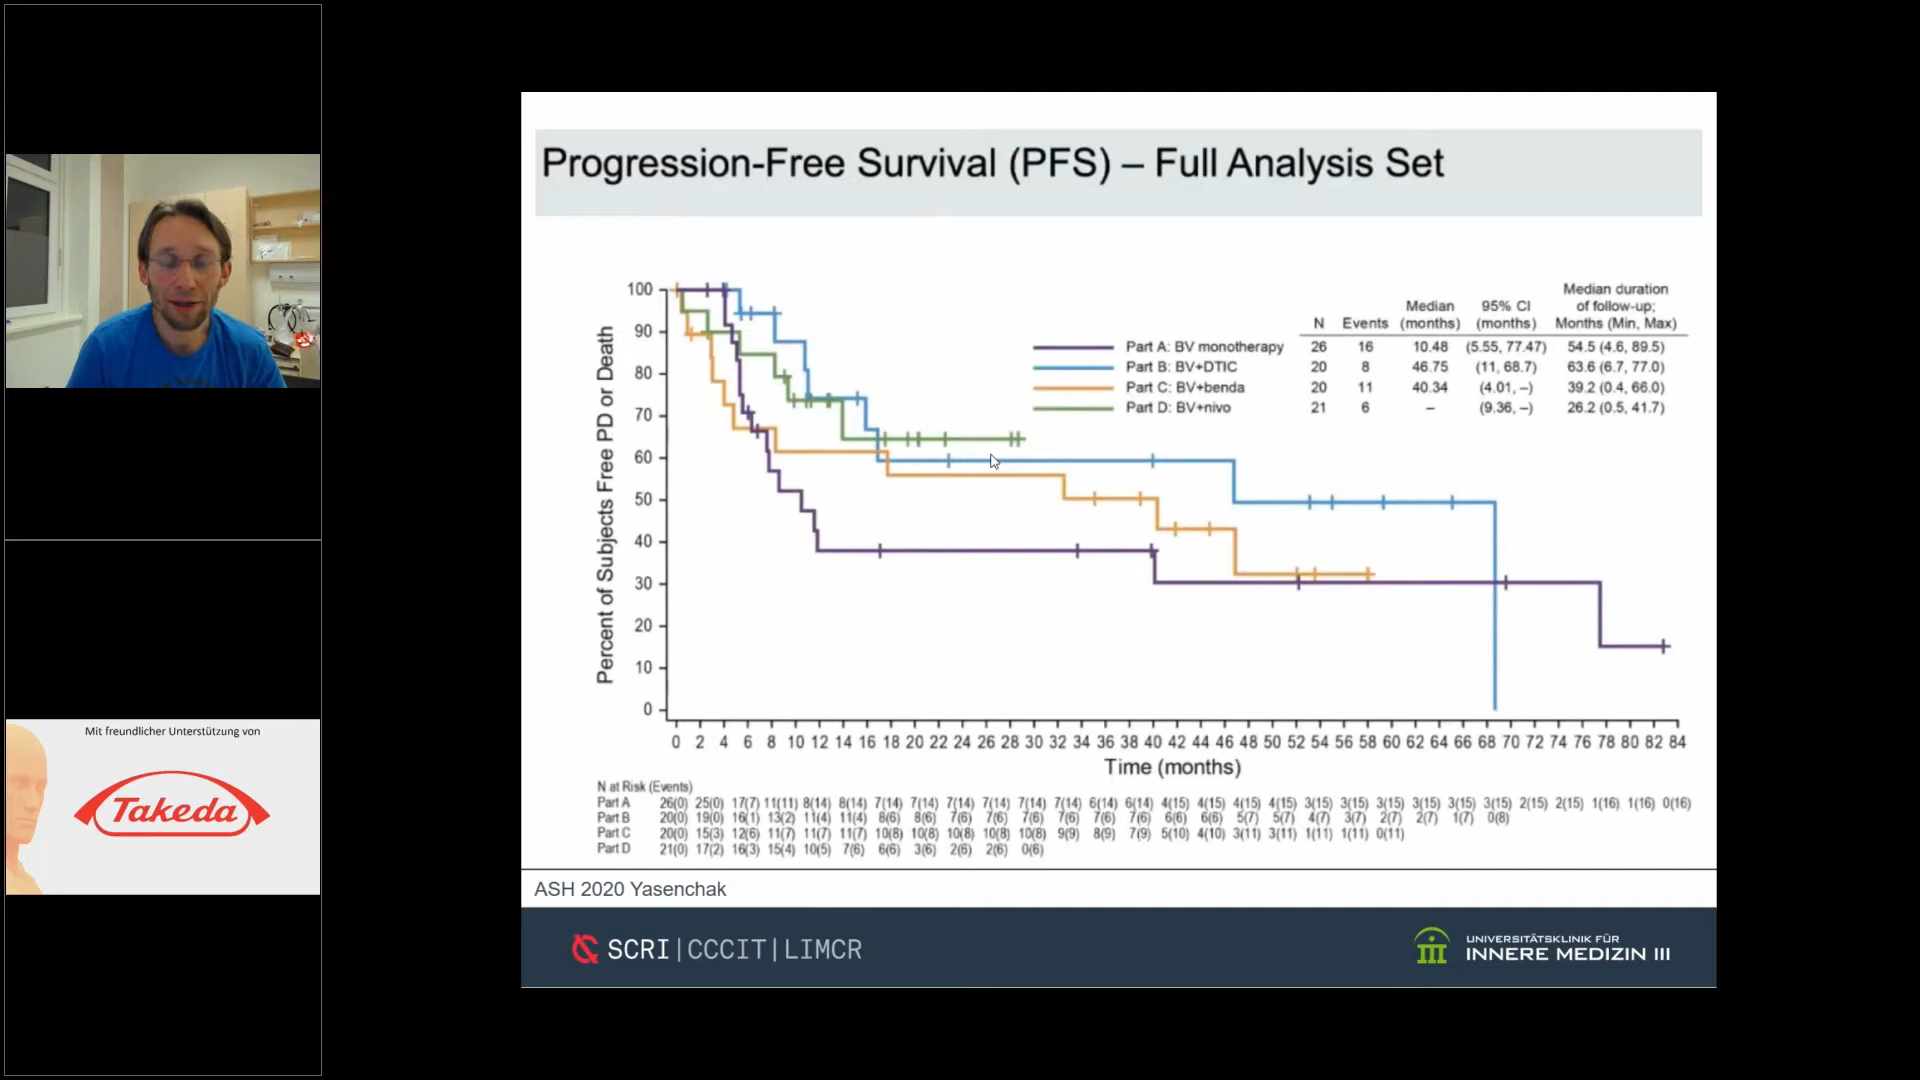 Progression-Free Survival (PFS) – Full Analysis Set
Percent of Subjects Free PD or Death
100
90
80
70
60
50
40
30
20
10
0
N Events Median (months) 95% CI (months) Median duration of follow-up; Months (Min, Max)
Part A: BV monotherapy 26 16 10.48 (5.55, 77.47) 54.5 (4.6, 89.5)
Part B: BV+DTIC 20 8 46.75 (11, 68.7) 63.6 (6.7, 77.0)
Part C: BV+benda 20 11 40.34 (4.01, –) 39.2 (0.4, 66.0)
Part D: BV+nivo 21 6 – (9.36, –) 26.2 (0.5, 41.7)
0 2 4 6 8 10 12 14 16 18 20 22 24 26 28 30 32 34 36 38 40 42 44 46 48 50 52 54 56 58 60 62 64 66 68 70 72 74 76 78 80 82 84
Time (months)
N at Risk (Events)
Part A 26(0) 25(0) 17(7) 11(11) 8(14) 8(14) 7(14) 7(14) 7(14) 7(14) 7(14) 7(14) 6(14) 6(14) 4(15) 4(15) 4(15) 4(15) 3(15) 3(15) 3(15) 3(15) 3(15) 3(15) 2(15) 2(15) 1(16) 1(16) 0(16)
Part B 20(0) 19(0) 16(1) 13(2) 11(4) 11(4) 8(6) 8(6) 7(6) 7(6) 7(6) 7(6) 7(6) 7(6) 6(6) 6(6) 5(7) 5(7) 4(7) 3(7) 2(7) 2(7) 1(7) 0(8)
Part C 20(0) 15(3) 12(6) 11(7) 11(7) 11(7) 10(8) 10(8) 10(8) 10(8) 10(8) 9(9) 8(9) 7(9) 5(10) 4(10) 3(11) 3(11) 1(11) 1(11) 0(11)
Part D 21(0) 17(2) 16(3) 15(4) 10(5) 7(6) 6(6) 3(6) 2(6) 2(6) 0(6)
ASH 2020 Yasenchak
SCRI|CCCIT|LIMCR
UNIVERSITÄTSKLINIK FÜR
INNERE MEDIZIN III
Mit freundlicher Unterstützung von
Takeda